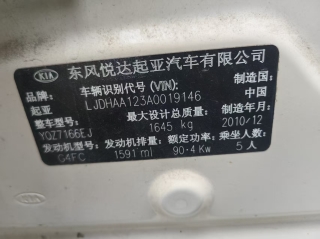 KIA 东风悦达起亚汽车有限公司
品牌: 车辆识别代号(VIN): 制造国:
起亚 LJDHAA123A0019146 中国
整车型号: 最大设计总质量: 制造年月:
YQZ7166EJ 1645 kg 2010/12
发动机型号: 发动机排量: 额定功率: 乘坐人数:
G4FC 1591 ml 90.4 Kw 5 人